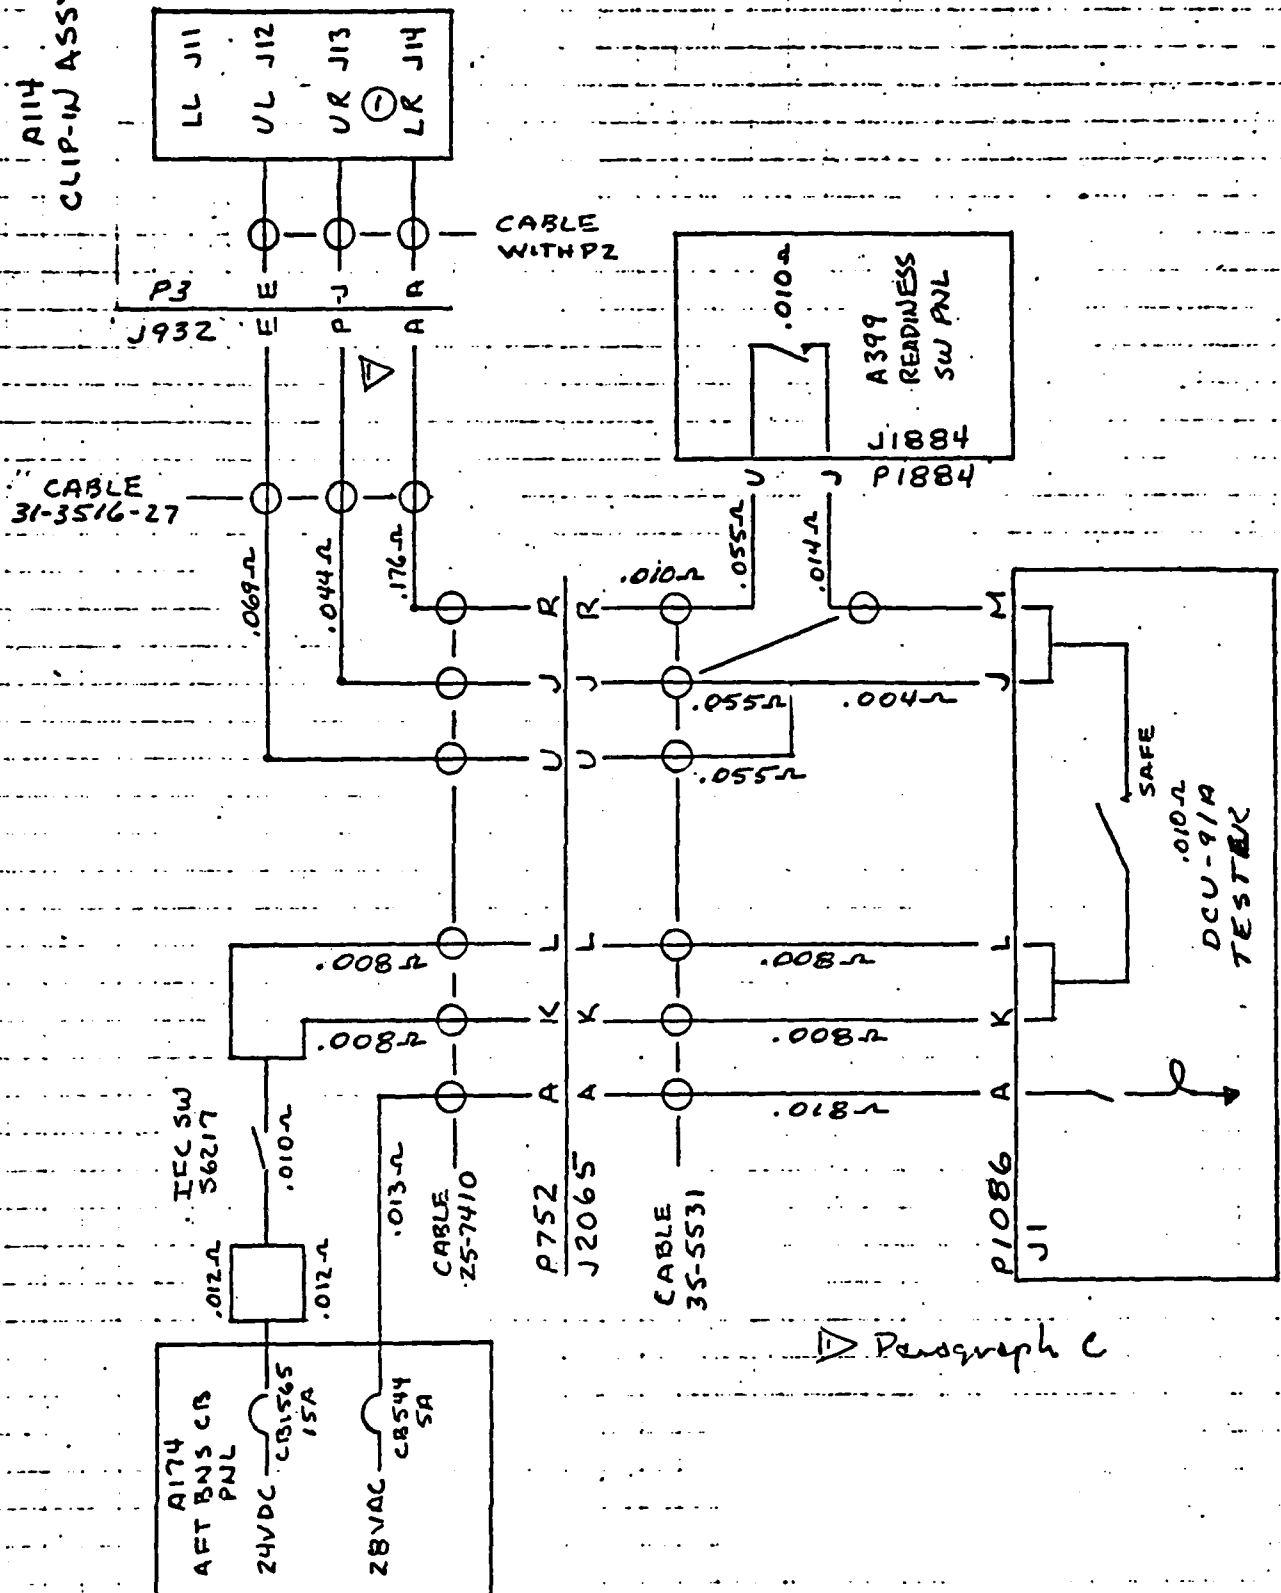 A114
CLIP-IN ASSY
LL J11
UL J12
UR J13
(-)
LR J14
CABLE
WITH P2
P3
E J A
J932
E P A
1
CABLE
31-3516-27
.069Ω
.044Ω
.176Ω
.010Ω
A399
READINESS
SW PNL
J1884
P1884
U J
.055Ω
.014Ω
.010Ω
R R
M
J J
.055Ω
.004Ω
J
U U
.055Ω
SAFE
.010Ω
DCU-9/A
TESTER
.008Ω
L L
.008Ω
L
.008Ω
K K
.008Ω
K
A A
.018Ω
A
IFC SW
S6217
.010Ω
.013Ω
.012Ω
.012Ω
CABLE
25-7410
P752
J2065
CABLE
35-5531
P1086
J1
1 Paragraph C
A174
AFT BNS CB
PNL
24VDC
CB1565
15A
28VAC
CB544
5A